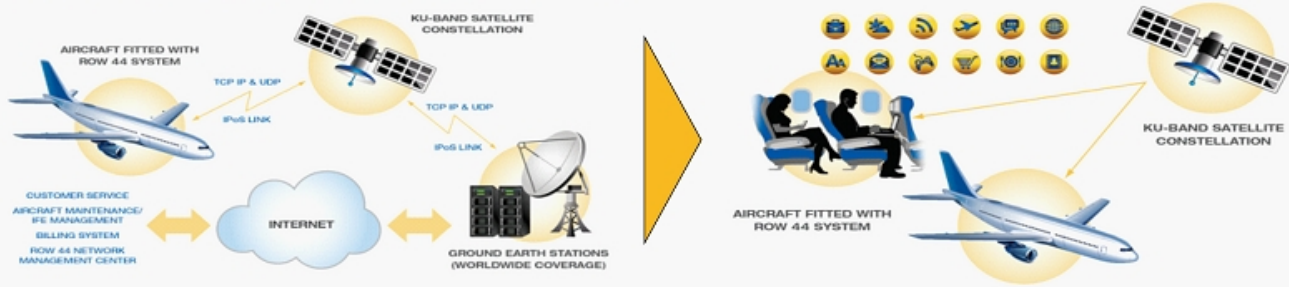 KU-BAND SATELLITE
CONSTELLATION
AIRCRAFT FITTED WITH
ROW 44 SYSTEM
TCP IP & UDP
IPoS LINK
TCP IP & UDP
IPoS LINK
CUSTOMER SERVICE
AIRCRAFT MAINTENANCE/
IFE MANAGEMENT
BILLING SYSTEM
ROW 44 NETWORK
MANAGEMENT CENTER
INTERNET
GROUND EARTH STATIONS
(WORLDWIDE COVERAGE)
AA
KU-BAND SATELLITE
CONSTELLATION
AIRCRAFT FITTED WITH
ROW 44 SYSTEM